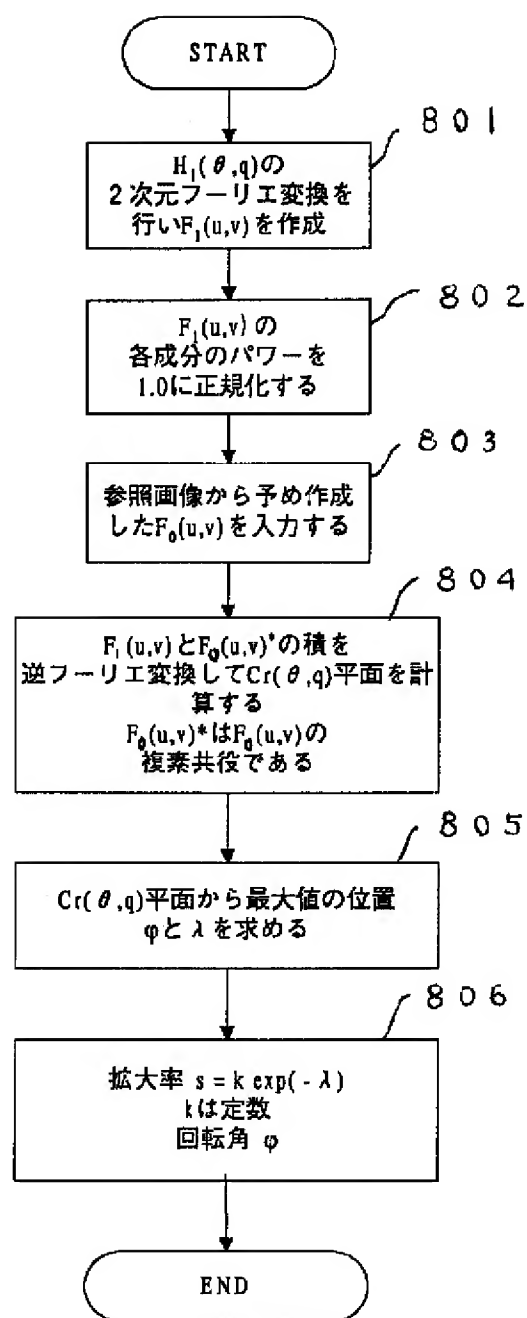 START
801
H₁(θ,q)の
2次元フーリエ変換を
行いF₁(u,v)を作成
802
F₁(u,v)の
各成分のパワーを
1.0に正規化する
803
参照画像から予め作成
したF₀(u,v)を入力する
804
F₁(u,v)とF₀(u,v)*の積を
逆フーリエ変換してCr(θ,q)平面を計
算する
F₀(u,v)*はF₀(u,v)の
複素共役である
805
Cr(θ,q)平面から最大値の位置
φとλを求める
806
拡大率 s = k exp(-λ)
kは定数
回転角 φ
END